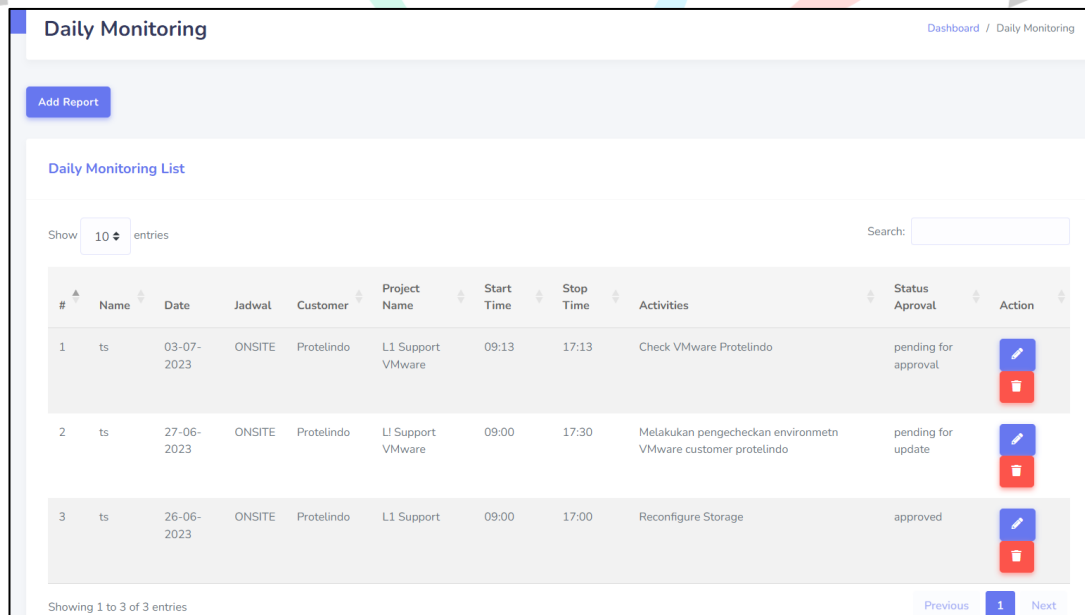 Daily Monitoring
Dashboard / Daily Monitoring
Add Report
Daily Monitoring List
Show 10 entries
Search:
# Name Date Jadwal Customer Project Name Start Time Stop Time Activities Status Aproval Action
1 ts 03-07-2023 ONSITE Protelindo L1 Support VMware 09:13 17:13 Check VMware Protelindo pending for approval
2 ts 27-06-2023 ONSITE Protelindo L! Support VMware 09:00 17:30 Melakukan pengecheckan environmetn VMware customer protelindo pending for update
3 ts 26-06-2023 ONSITE Protelindo L1 Support 09:00 17:00 Reconfigure Storage approved
Showing 1 to 3 of 3 entries
Previous 1 Next